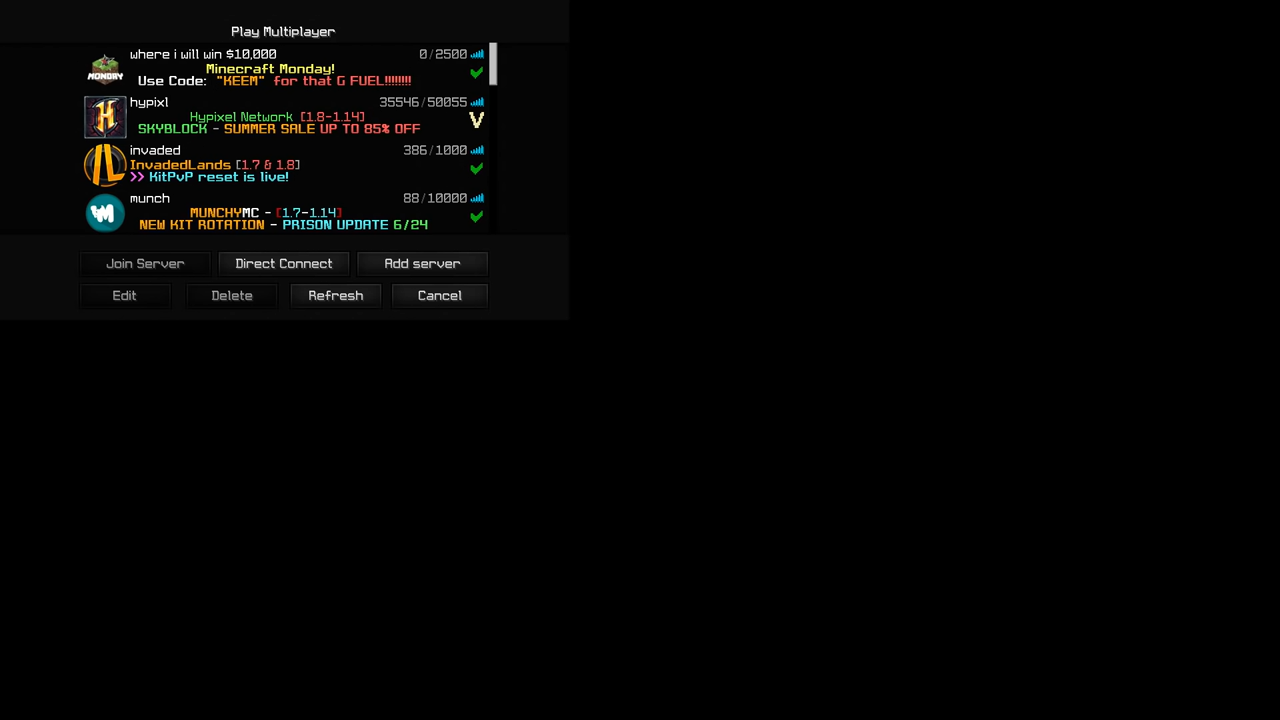 Play Multiplayer
where i will win $10,000 0/2500
Minecraft Monday!
Use Code: "KEEM" for that G FUEL!!!!!!!!
MONDAY
hypixl 35546/50055
Hypixel Network [1.8-1.14]
SKYBLOCK - SUMMER SALE UP TO 85% OFF
H
V
invaded 386/1000
InvadedLands [1.7 & 1.8]
>> KitPvP reset is live!
IL
munch 88/10000
MUNCHYMC - [1.7-1.14]
NEW KIT ROTATION - PRISON UPDATE 6/24
M
Join Server Direct Connect Add server
Edit Delete Refresh Cancel